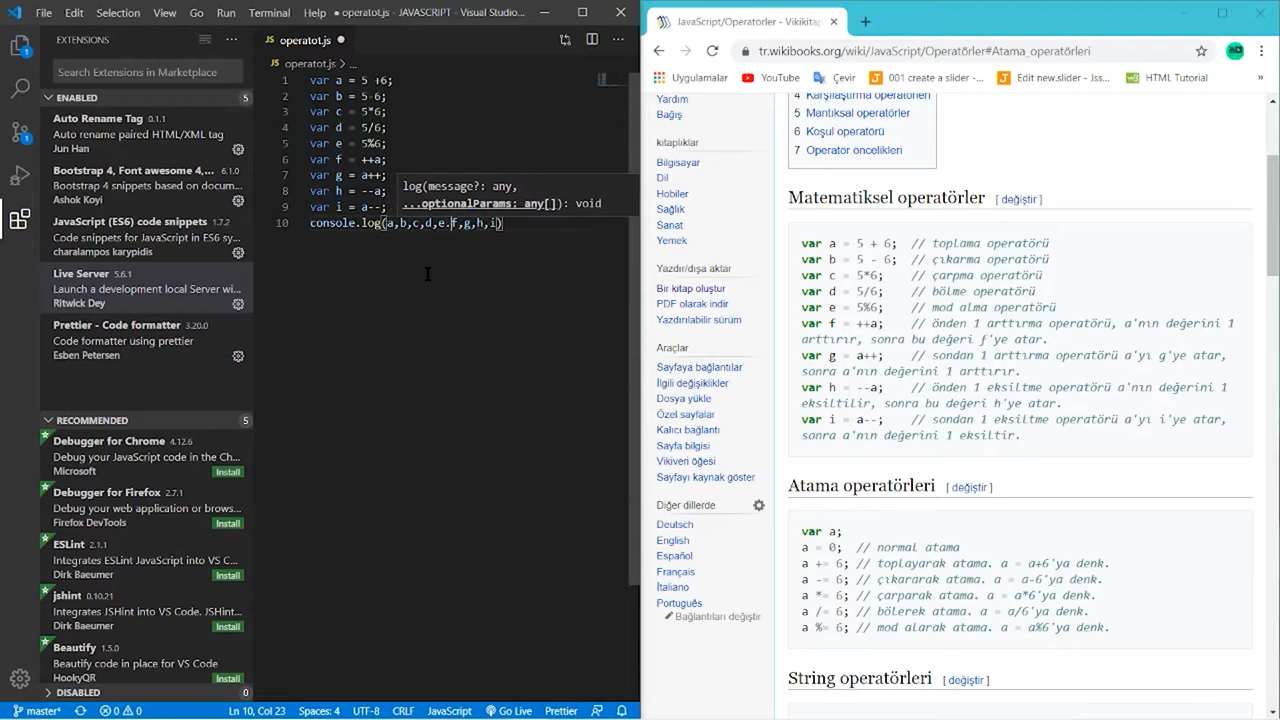 File Edit Selection View Go Run Terminal Help
operatot.js - JAVASCRIPT - Visual Studio...
EXTENSIONS
Search Extensions in Marketplace
ENABLED 5
Auto Rename Tag 0.1.1
Auto rename paired HTML/XML tag
Jun Han
Bootstrap 4, Font awesome 4,... 6.1.0
Bootstrap 4 snippets based on docum...
Ashok Koyi
JavaScript (ES6) code snippets 1.7.2
Code snippets for JavaScript in ES6 sy...
charalampos karypidis
Live Server 5.6.1
Launch a development local Server wi...
Ritwick Dey
Prettier - Code formatter 3.20.0
Code formatter using prettier
Esben Petersen
RECOMMENDED 5
Debugger for Chrome 4.12.6
Debug your JavaScript code in the Ch...
Microsoft Install
Debugger for Firefox 2.7.1
Debug your web application or brows...
Firefox DevTools Install
ESLint 2.1.1
Integrates ESLint JavaScript into VS C...
Dirk Baeumer Install
jshint 0.10.21
Integrates JSHint into VS Code. JSHint...
Dirk Baeumer Install
Beautify 1.5.0
Beautify code in place for VS Code
HookyQR Install
DISABLED 0
operatot.js
operatot.js > ...
1 var a = 5 +6;
2 var b = 5-6;
3 var c = 5*6;
4 var d = 5/6;
5 var e = 5%6;
6 var f = ++a;
7 var g = a++;
8 var h = --a;
9 var i = a--;
10 console.log(a,b,c,d,e.f,g,h,i)
log(message?: any,
...optionalParams: any[]): void
master* 0 0 Ln 10, Col 23 Spaces: 4 UTF-8 CRLF JavaScript Go Live Prettier
JavaScript/Operatörler - Vikikitap
tr.wikibooks.org/wiki/JavaScript/Operatörler#Atama_operatörleri
Uygulamalar YouTube Çevir 001 create a slider -... Edit new.slider - Jss... HTML Tutorial
Yardım
Bağış
kitaplıklar
Bilgisayar
Dil
Hobiler
Sağlık
Sanat
Yemek
Yazdır/dışa aktar
Bir kitap oluştur
PDF olarak indir
Yazdırılabilir sürüm
Araçlar
Sayfaya bağlantılar
İlgili değişiklikler
Dosya yükle
Özel sayfalar
Kalıcı bağlantı
Sayfa bilgisi
Vikiveri öğesi
Sayfayı kaynak göster
Diğer dillerde
Deutsch
English
Español
Français
İtaliano
Português
Bağlantıları değiştir
4 Karşılaştırma operatörleri
5 Mantıksal operatörler
6 Koşul operatörü
7 Operatör öncelikleri
Matematiksel operatörler [ değiştir ]
var a = 5 + 6; // toplama operatörü
var b = 5 - 6; // çıkarma operatörü
var c = 5*6; // çarpma operatörü
var d = 5/6; // bölme operatörü
var e = 5%6; // mod alma operatörü
var f = ++a; // önden 1 arttırma operatörü, a'nın değerini 1
arttırır, sonra bu değeri f'ye atar.
var g = a++; // sondan 1 arttırma operatörü a'yı g'ye atar,
sonra a'nın değerini 1 arttırır.
var h = --a; // önden 1 eksiltme operatörü a'nın değerini 1
eksiltilir, sonra bu değeri h'ye atar.
var i = a--; // sondan 1 eksiltme operatörü a'yı i'ye atar,
sonra a'nın değerini 1 eksiltir.
Atama operatörleri [ değiştir ]
var a;
a = 0; // normal atama
a += 6; // toplayarak atama. a = a+6'ya denk.
a -= 6; // çıkararak atama. a = a-6'ya denk.
a *= 6; // çarparak atama. a = a*6'ya denk.
a /= 6; // bölerek atama. a = a/6'ya denk.
a %= 6; // mod alarak atama. a = a%6'ya denk.
String operatörleri [ değiştir ]